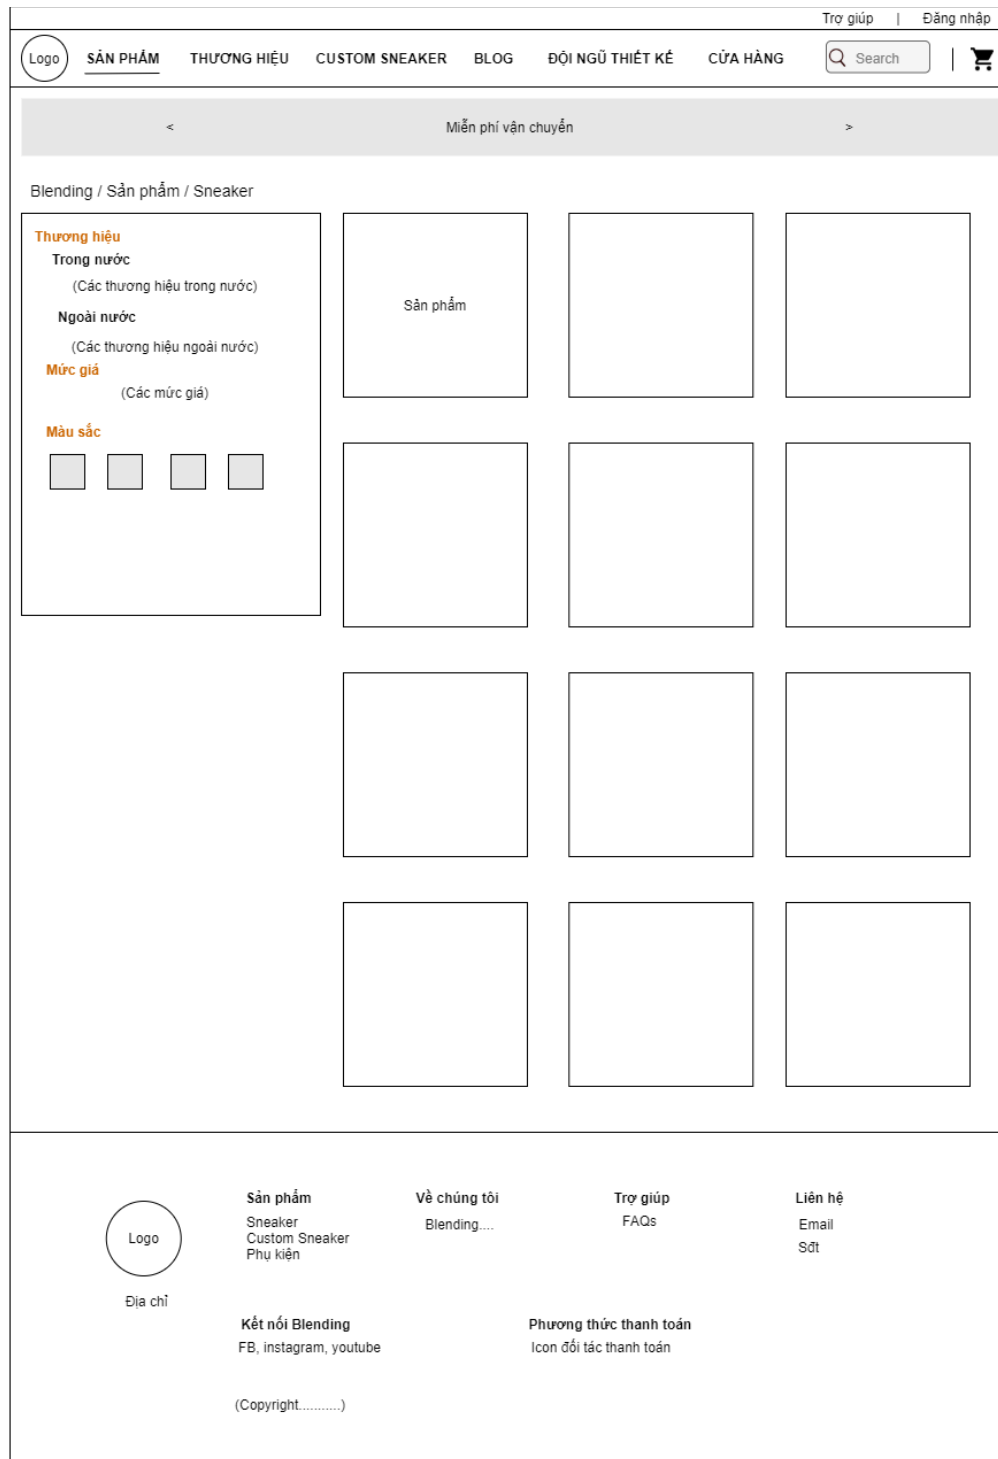 Trợ giúp | Đăng nhập
Logo SẢN PHẨM THƯƠNG HIỆU CUSTOM SNEAKER BLOG ĐỘI NGŨ THIẾT KẾ CỬA HÀNG Search
< Miễn phí vận chuyển >
Blending / Sản phẩm / Sneaker
Thương hiệu
Trong nước
(Các thương hiệu trong nước)
Ngoài nước
(Các thương hiệu ngoài nước)
Mức giá
(Các mức giá)
Màu sắc
Sản phẩm
Logo
Địa chỉ
Sản phẩm
Sneaker
Custom Sneaker
Phụ kiện
Về chúng tôi
Blending....
Trợ giúp
FAQs
Liên hệ
Email
Sđt
Kết nối Blending
FB, instagram, youtube
Phương thức thanh toán
Icon đối tác thanh toán
(Copyright...........)